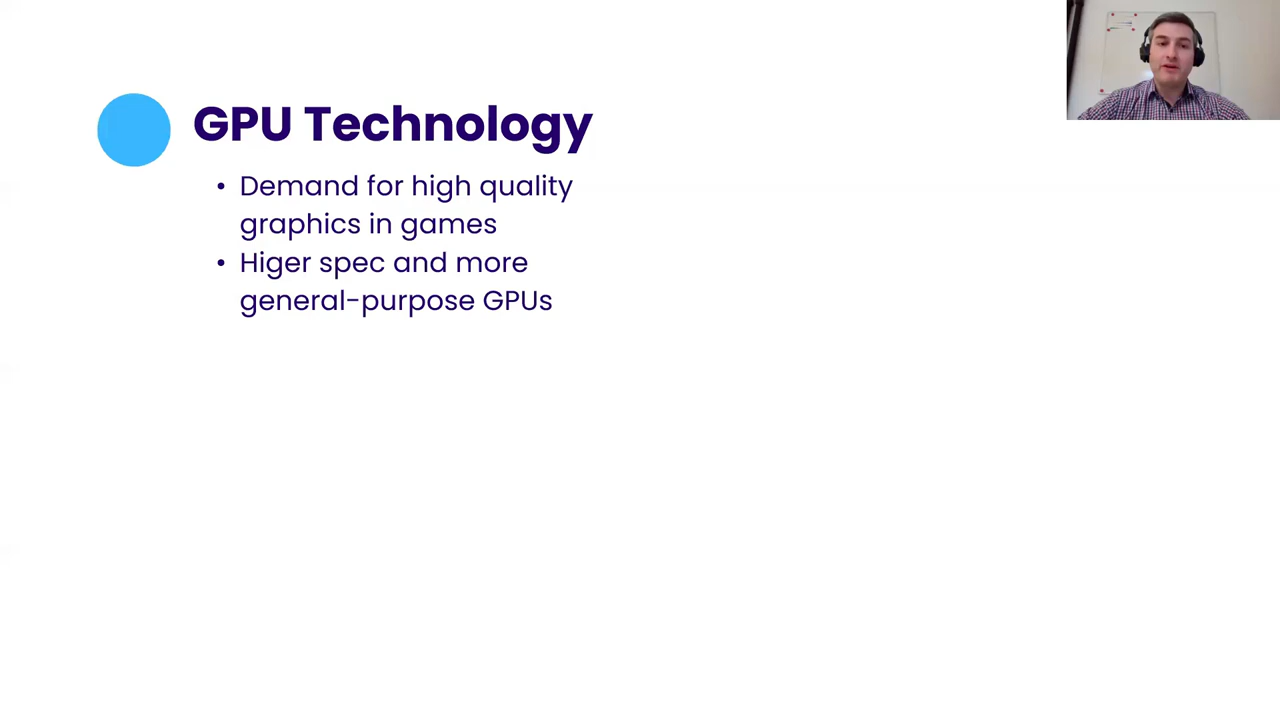 GPU Technology
• Demand for high quality
graphics in games
• Higer spec and more
general-purpose GPUs